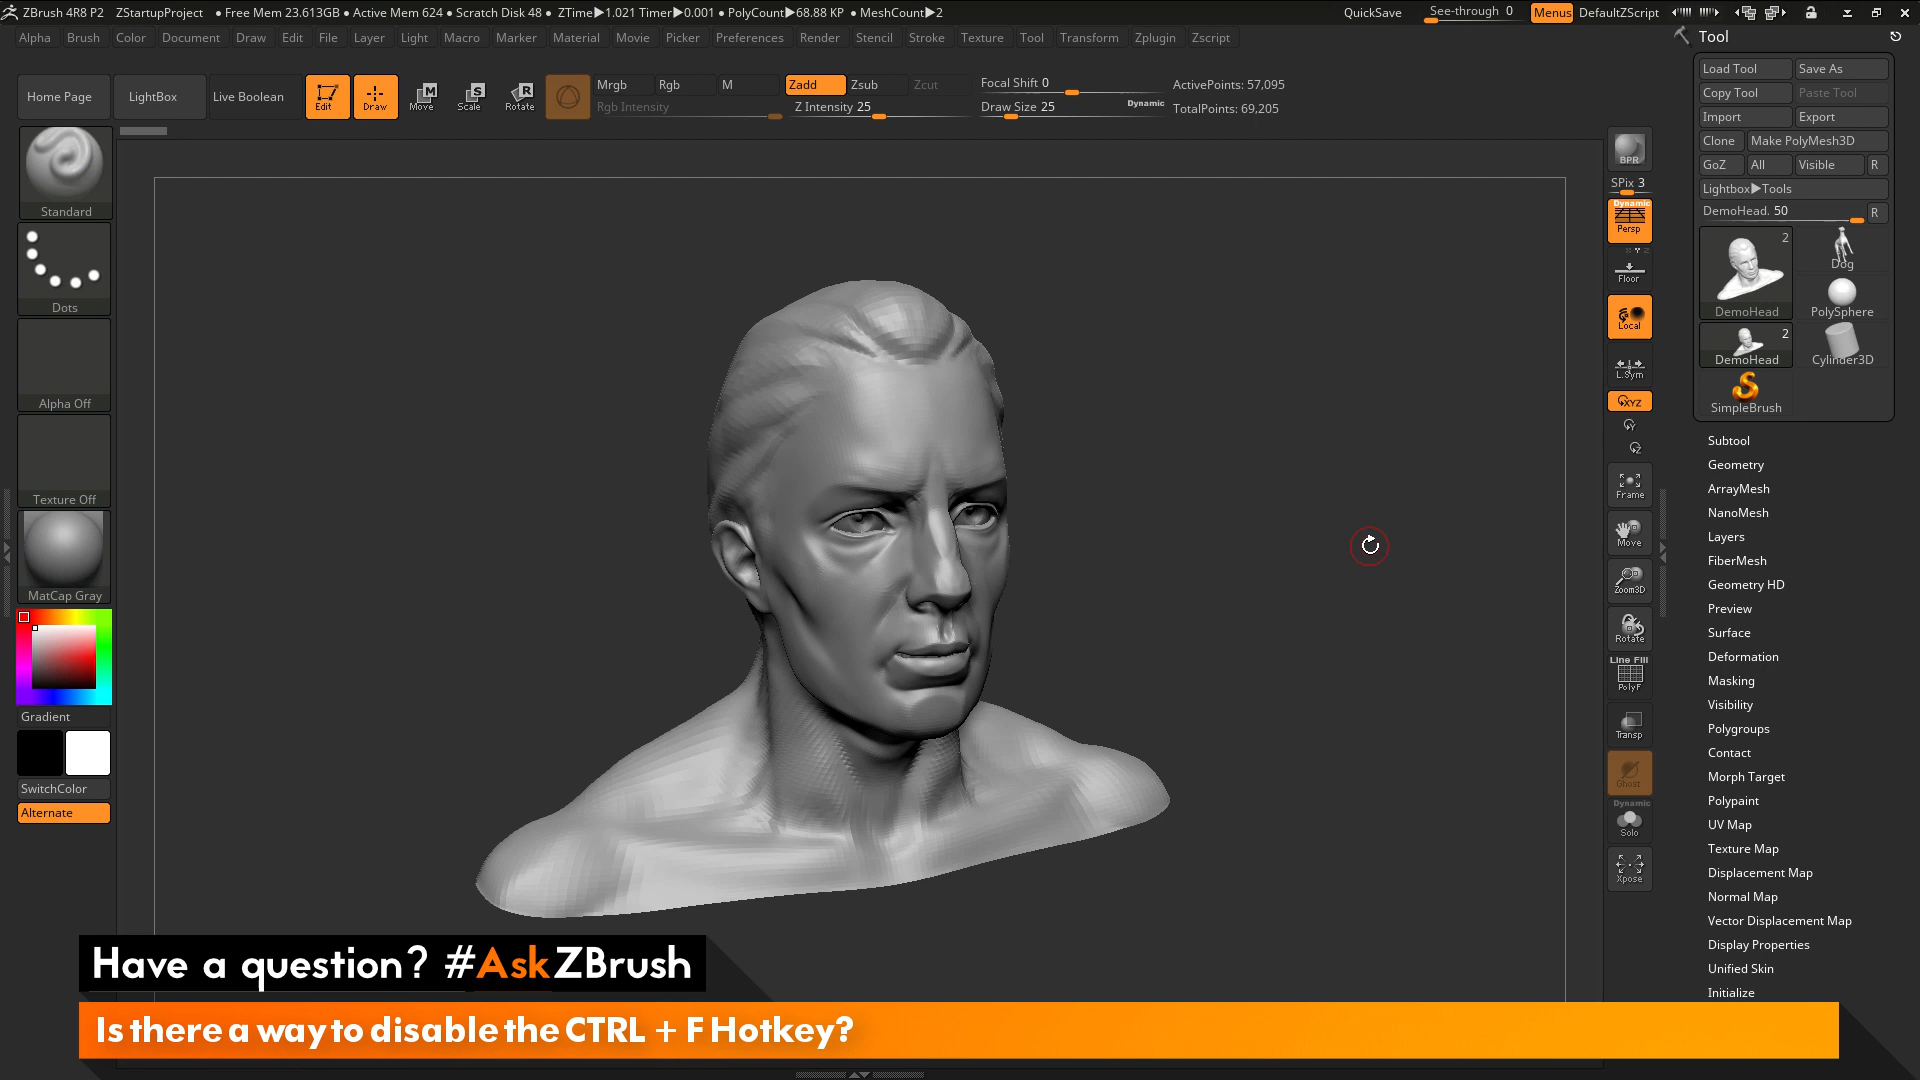 ZBrush 4R8 P2 ZStartupProject ● Free Mem 23.613GB ● Active Mem 624 ● Scratch Disk 48 ● ZTime▶1.021 Timer▶0.001 ● PolyCount▶68.88 KP ● MeshCount▶2 QuickSave See-through 0 Menus DefaultZScript
Alpha Brush Color Document Draw Edit File Layer Light Macro Marker Material Movie Picker Preferences Render Stencil Stroke Texture Tool Transform Zplugin Zscript
Tool
Load Tool Save As
Copy Tool Paste Tool
Import Export
Clone Make PolyMesh3D
GoZ All Visible R
Lightbox▶Tools
DemoHead. 50 R
2
DemoHead
Dog
PolySphere
2
DemoHead
Cylinder3D
SimpleBrush
Home Page LightBox Live Boolean Edit Draw Move Scale Rotate
M S R
Mrgb Rgb M Zadd Zsub Zcut Focal Shift 0 ActivePoints: 57,095
Rgb Intensity Z Intensity 25 Draw Size 25 Dynamic TotalPoints: 69,205
Standard
Dots
Alpha Off
Texture Off
MatCap Gray
Gradient
SwitchColor
Alternate
BPR
SPix 3
Dynamic
Persp
Floor
Local
L.Sym
XYZ
Y
Z
Frame
Move
Zoom3D
Rotate
Line Fill
PolyF
Transp
Ghost
Dynamic
Solo
Xpose
Subtool
Geometry
ArrayMesh
NanoMesh
Layers
FiberMesh
Geometry HD
Preview
Surface
Deformation
Masking
Visibility
Polygroups
Contact
Morph Target
Polypaint
UV Map
Texture Map
Displacement Map
Normal Map
Vector Displacement Map
Display Properties
Unified Skin
Initialize
Have a question? #AskZBrush
Is there a way to disable the CTRL + F Hotkey?